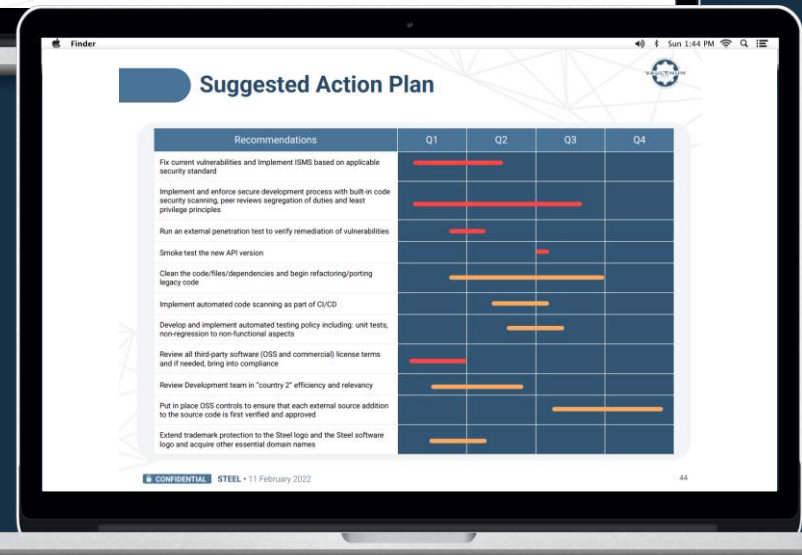 Finder
Sun 1:44 PM
Suggested Action Plan
VAULTINUM
Recommendations
Q1
Q2
Q3
Q4
Fix current vulnerabilities and Implement ISMS based on applicable
security standard
Implement and enforce secure development process with built-in code
security scanning, peer reviews segregation of duties and least
privilege principles
Run an external penetration test to verify remediation of vulnerabilities
Smoke test the new API version
Clean the code/files/dependencies and begin refactoring/porting
legacy code
Implement automated code scanning as part of CI/CD
Develop and implement automated testing policy including: unit tests,
non-regression to non-functional aspects
Review all third-party software (OSS and commercial) license terms
and if needed, bring into compliance
Review Development team in "country 2" efficiency and relevancy
Put in place OSS controls to ensure that each external source addition
to the source code is first verified and approved
Extend trademark protection to the Steel logo and the Steel software
logo and acquire other essential domain names
CONFIDENTIAL STEEL • 11 February 2022
44